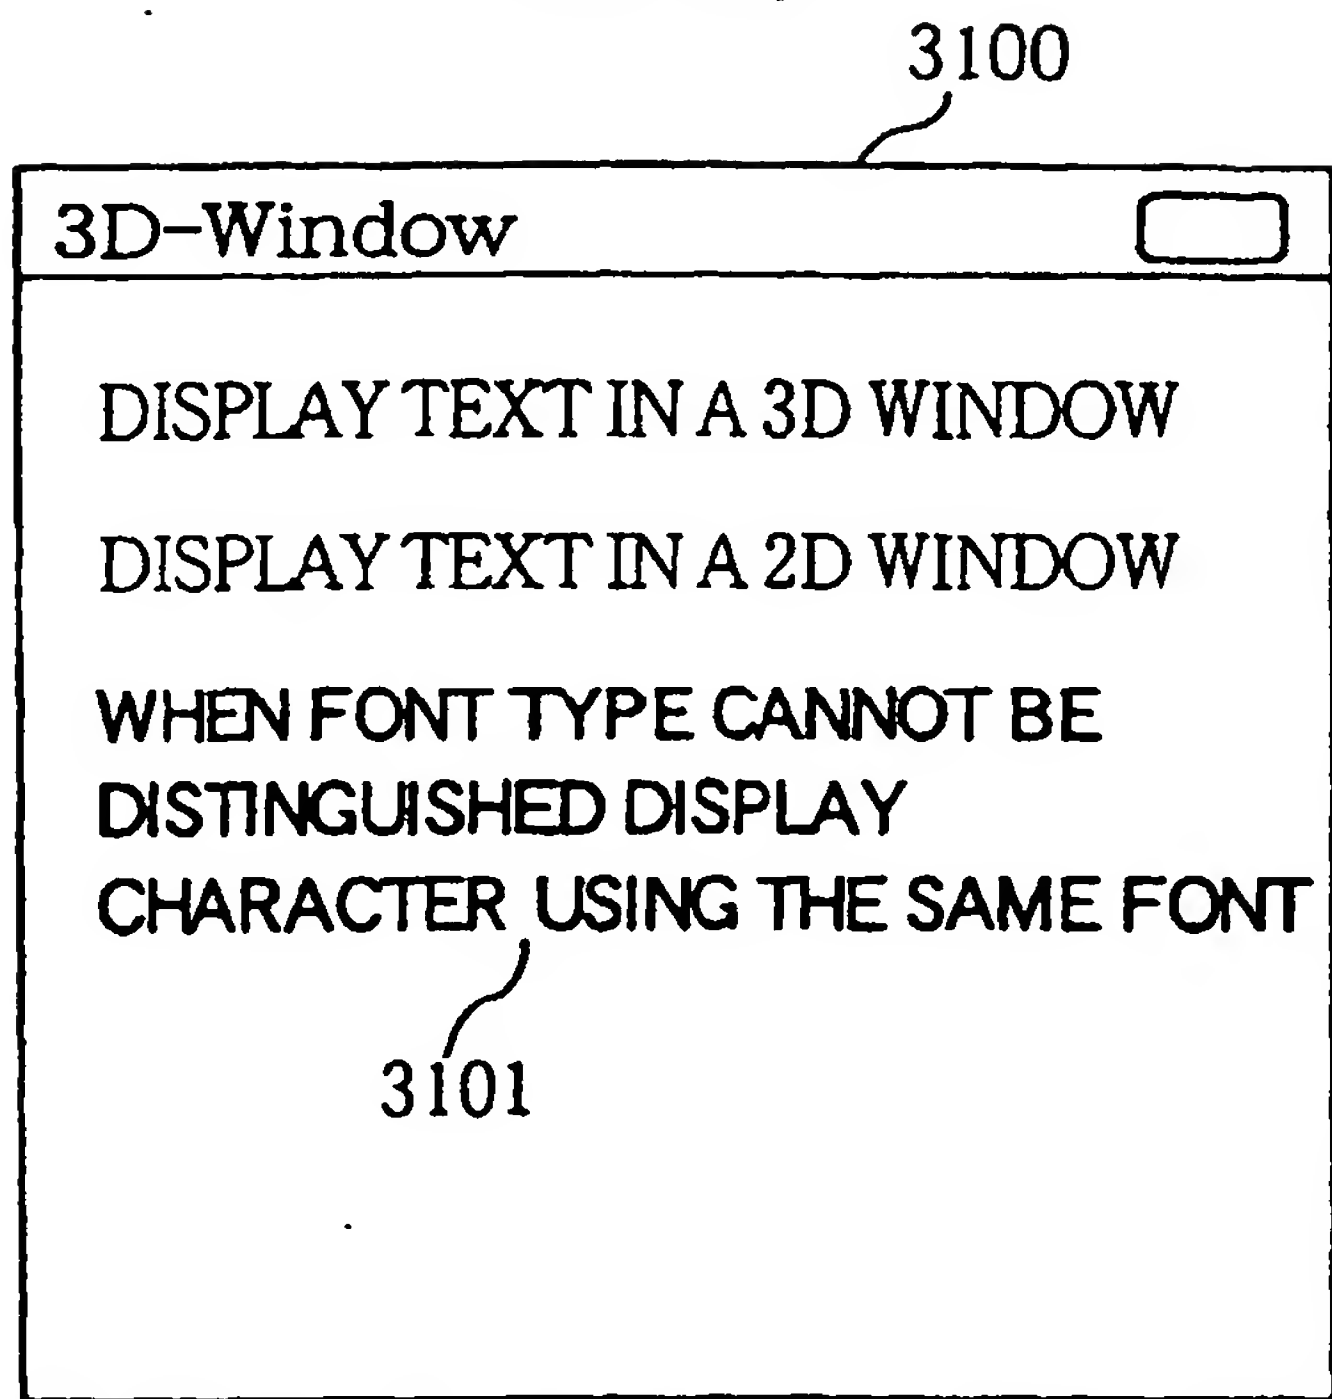 3100
3D-Window
DISPLAY TEXT IN A 3D WINDOW
DISPLAY TEXT IN A 2D WINDOW
WHEN FONT TYPE CANNOT BE
DISTINGUISHED DISPLAY
CHARACTER USING THE SAME FONT
3101